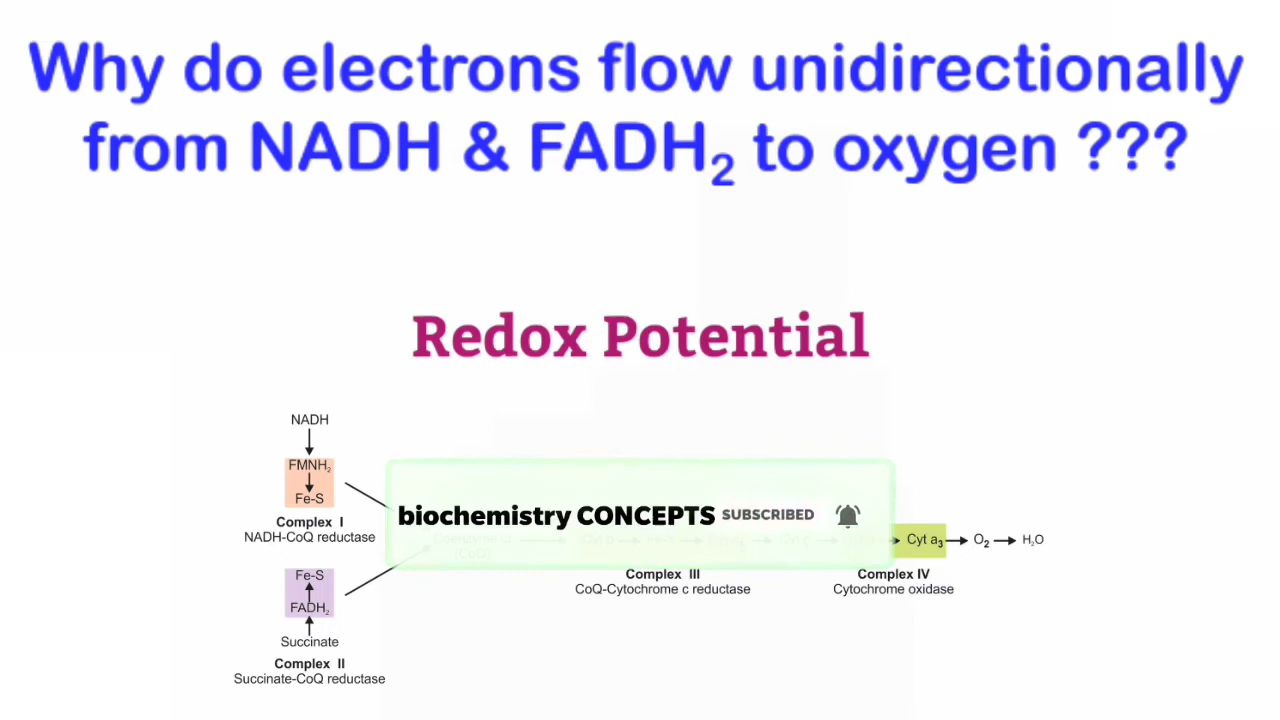 Why do electrons flow unidirectionally
from NADH & FADH₂ to oxygen ???
Redox Potential
NADH
FMNH₂
Fe-S
Complex I
NADH-CoQ reductase
biochemistry CONCEPTS SUBSCRIBED
Coenzyme Q
(CoQ)
Cyt a₃
O₂
H₂O
Complex III
CoQ-Cytochrome c reductase
Complex IV
Cytochrome oxidase
Fe-S
FADH₂
Succinate
Complex II
Succinate-CoQ reductase